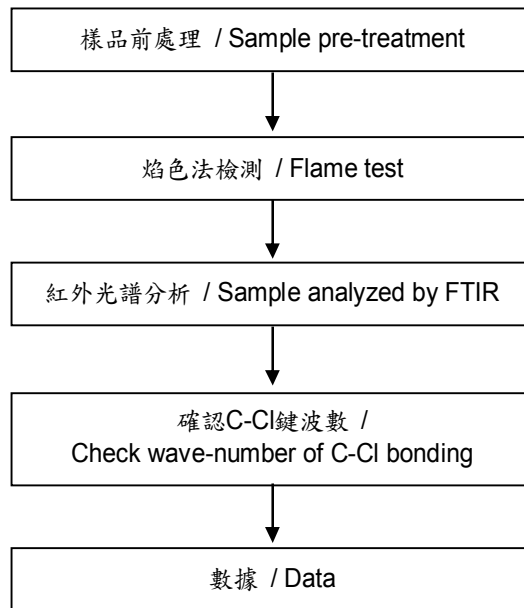 樣品前處理 / Sample pre-treatment
焰色法檢測 / Flame test
紅外光譜分析 / Sample analyzed by FTIR
確認C-Cl鍵波數 /
Check wave-number of C-Cl bonding
數據 / Data